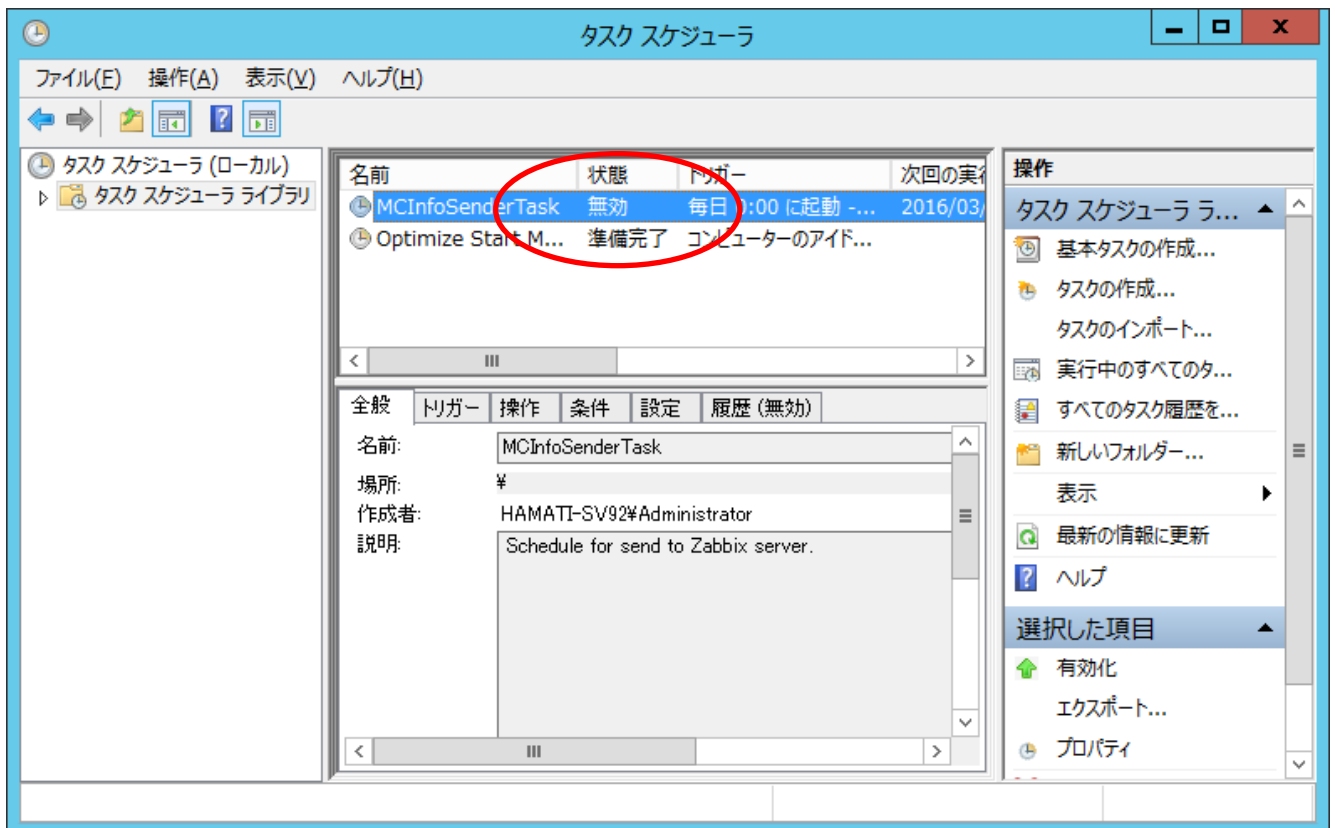 タスク スケジューラ
ファイル(F) 操作(A) 表示(V) ヘルプ(H)
タスク スケジューラ (ローカル)
タスク スケジューラ ライブラリ
名前 状態 トリガー 次回の実行
MCInfoSenderTask 無効 毎日 0:00 に起動 -... 2016/03/
Optimize Start M... 準備完了 コンピューターのアイド...
全般 トリガー 操作 条件 設定 履歴 (無効)
名前: MCInfoSenderTask
場所: ¥
作成者: HAMATI-SV92¥Administrator
説明: Schedule for send to Zabbix server.
操作
タスク スケジューラ ラ...
基本タスクの作成...
タスクの作成...
タスクのインポート...
実行中のすべてのタ...
すべてのタスク履歴を...
新しいフォルダー...
表示
最新の情報に更新
ヘルプ
選択した項目
有効化
エクスポート...
プロパティ